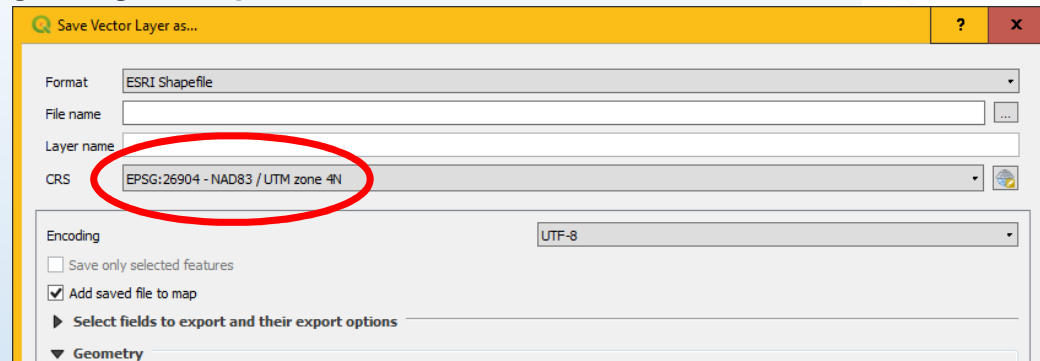 Save Vector Layer as...
?
x
Format
ESRI Shapefile
File name
...
Layer name
CRS
EPSG:26904 - NAD83 / UTM zone 4N
Encoding
UTF-8
Save only selected features
Add saved file to map
Select fields to export and their export options
Geometry